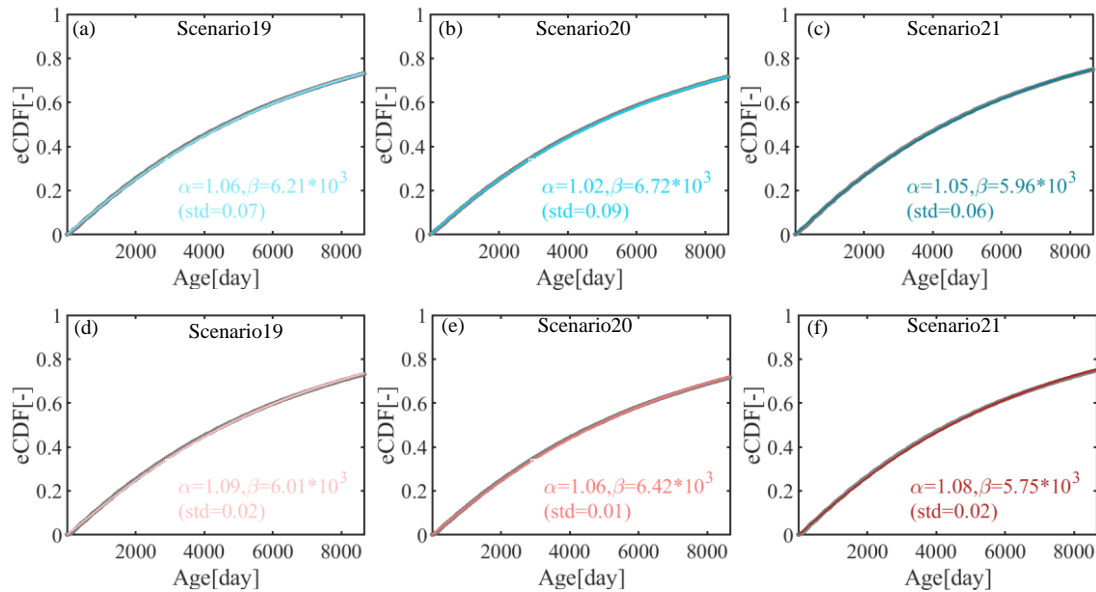 (a) Scenario19
1
0.8
0.6
0.4
0.2
0
eCDF[-]
α=1.06,β=6.21*10^3
(std=0.07)
2000 4000 6000 8000
Age[day]
(b) Scenario20
1
0.8
0.6
0.4
0.2
0
eCDF[-]
α=1.02,β=6.72*10^3
(std=0.09)
2000 4000 6000 8000
Age[day]
(c) Scenario21
1
0.8
0.6
0.4
0.2
0
eCDF[-]
α=1.05,β=5.96*10^3
(std=0.06)
2000 4000 6000 8000
Age[day]
(d) Scenario19
1
0.8
0.6
0.4
0.2
0
eCDF[-]
α=1.09,β=6.01*10^3
(std=0.02)
2000 4000 6000 8000
Age[day]
(e) Scenario20
1
0.8
0.6
0.4
0.2
0
eCDF[-]
α=1.06,β=6.42*10^3
(std=0.01)
2000 4000 6000 8000
Age[day]
(f) Scenario21
1
0.8
0.6
0.4
0.2
0
eCDF[-]
α=1.08,β=5.75*10^3
(std=0.02)
2000 4000 6000 8000
Age[day]